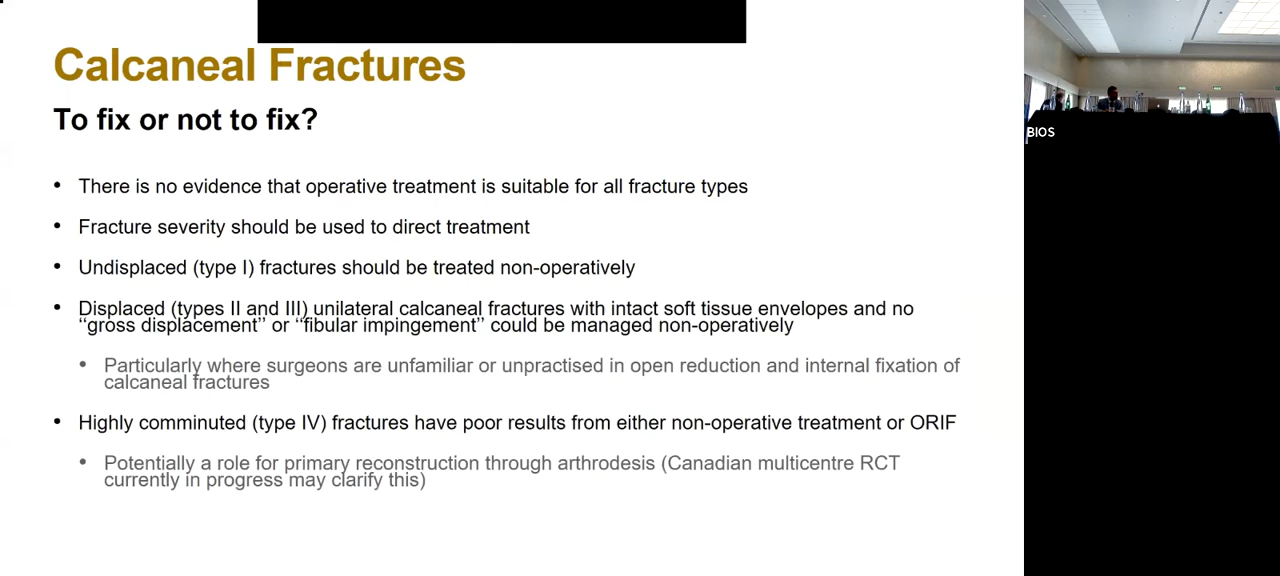 Calcaneal Fractures
To fix or not to fix?
• There is no evidence that operative treatment is suitable for all fracture types
• Fracture severity should be used to direct treatment
• Undisplaced (type I) fractures should be treated non-operatively
• Displaced (types II and III) unilateral calcaneal fractures with intact soft tissue envelopes and no
‘‘gross displacement’’ or ‘‘fibular impingement’’ could be managed non-operatively
• Particularly where surgeons are unfamiliar or unpractised in open reduction and internal fixation of
calcaneal fractures
• Highly comminuted (type IV) fractures have poor results from either non-operative treatment or ORIF
• Potentially a role for primary reconstruction through arthrodesis (Canadian multicentre RCT
currently in progress may clarify this)
BIOS